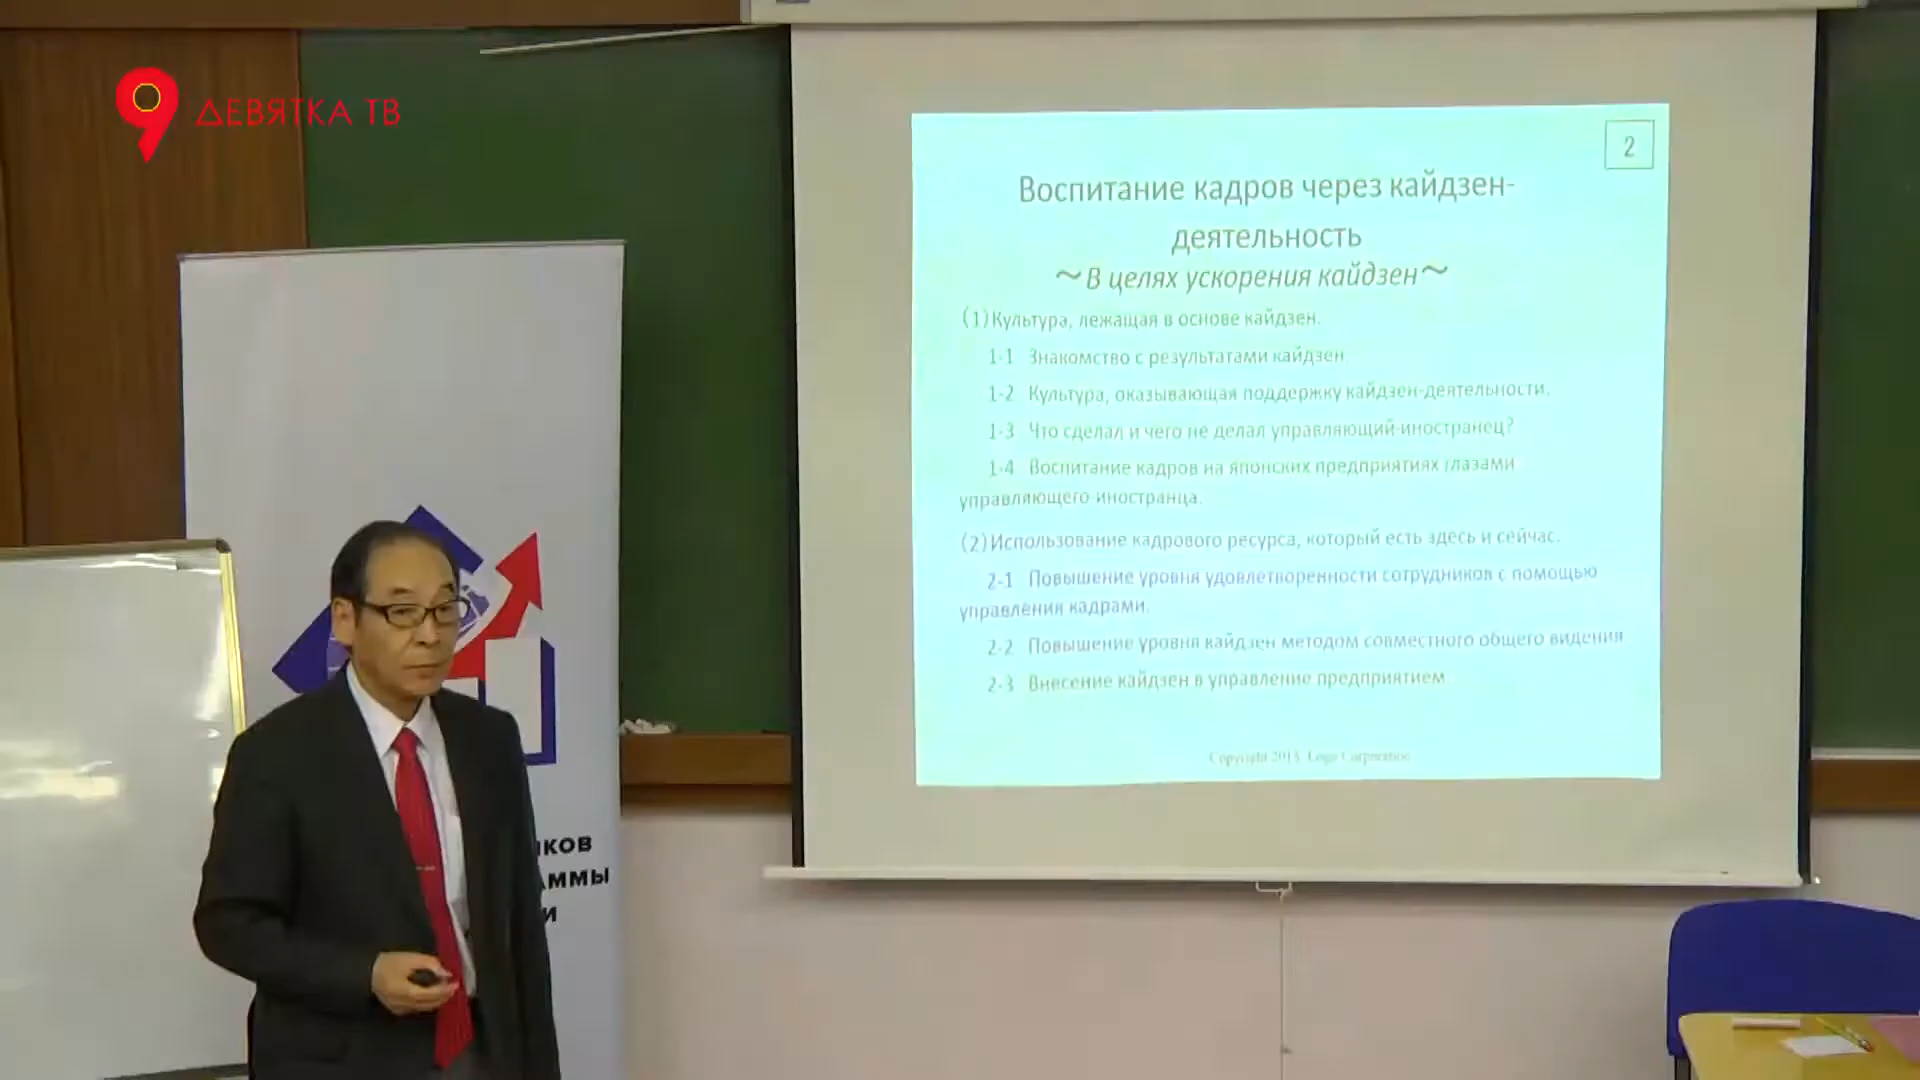 ДЕВЯТКА ТВ
2
Воспитание кадров через кайдзен-
деятельность
～В целях ускорения кайдзен～
(1)Культура, лежащая в основе кайдзен.
1-1 Знакомство с результатами кайдзен
1-2 Культура, оказывающая поддержку кайдзен-деятельности.
1-3 Что сделал и чего не делал управляющий-иностранец?
1-4 Воспитание кадров на японских предприятиях глазами
управляющего-иностранца.
(2)Использование кадрового ресурса, который есть здесь и сейчас.
2-1 Повышение уровня удовлетворенности сотрудников с помощью
управления кадрами.
2-2 Повышение уровня кайдзен методом совместного общего видения
2-3 Внесение кайдзен в управление предприятием
Copyright Logo Corporation